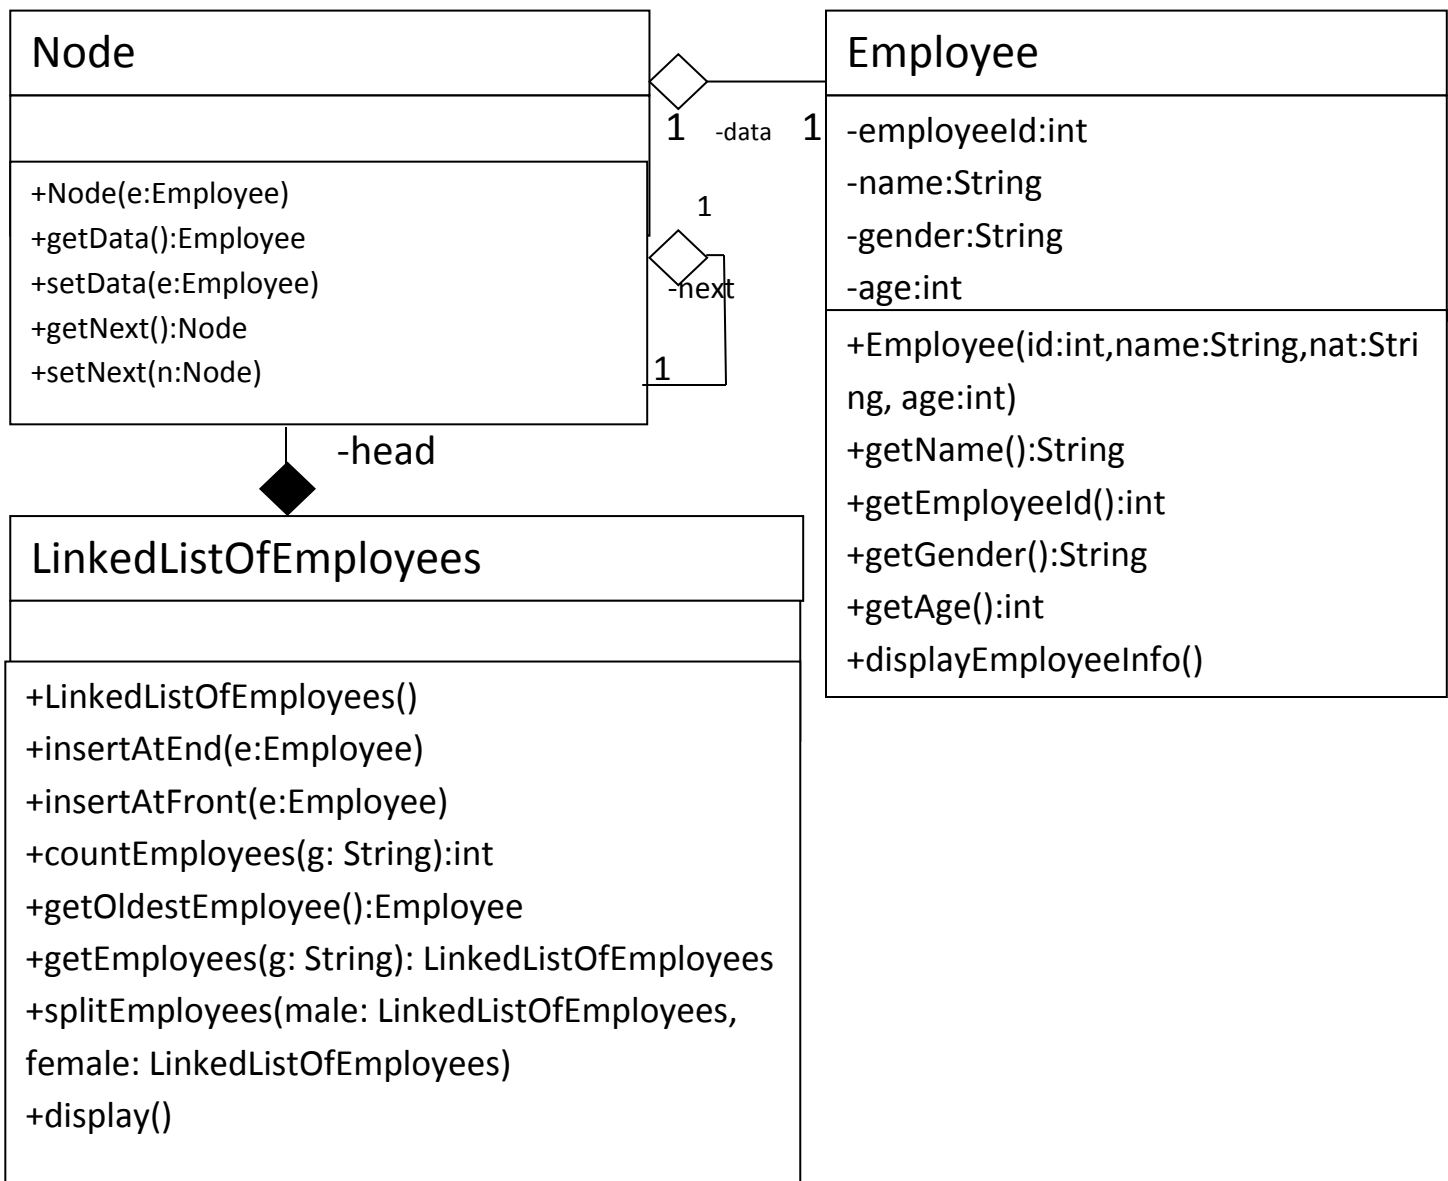 Node
+Node(e:Employee)
+getData():Employee
+setData(e:Employee)
+getNext():Node
+setNext(n:Node)
1 -data 1
1
-next
1
-head
Employee
-employeeId:int
-name:String
-gender:String
-age:int
+Employee(id:int,name:String,nat:Stri
ng, age:int)
+getName():String
+getEmployeeId():int
+getGender():String
+getAge():int
+displayEmployeeInfo()
LinkedListOfEmployees
+LinkedListOfEmployees()
+insertAtEnd(e:Employee)
+insertAtFront(e:Employee)
+countEmployees(g: String):int
+getOldestEmployee():Employee
+getEmployees(g: String): LinkedListOfEmployees
+splitEmployees(male: LinkedListOfEmployees,
female: LinkedListOfEmployees)
+display()